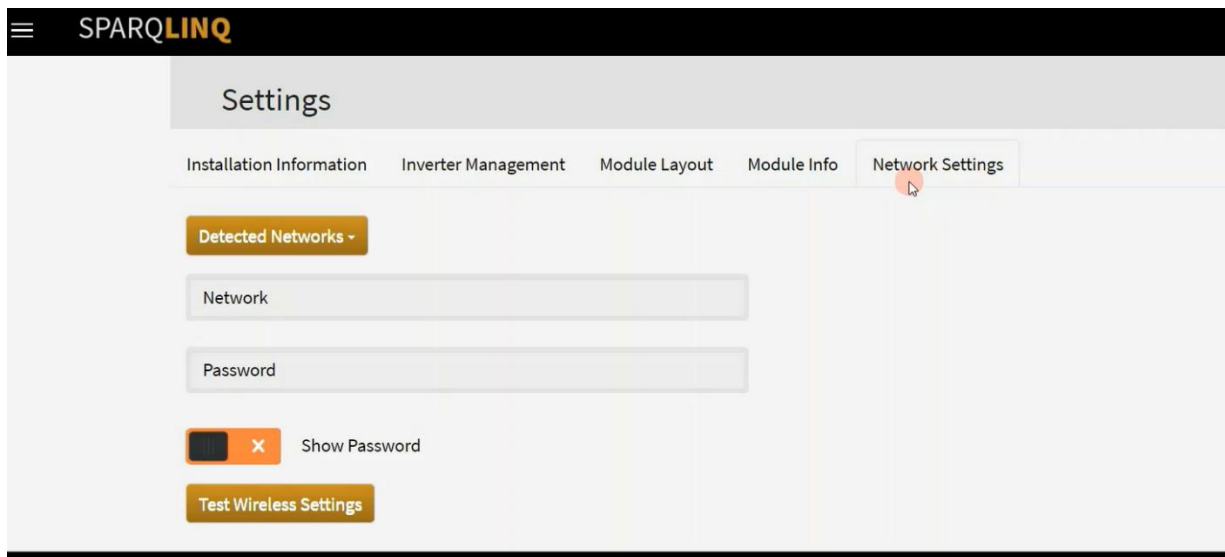 SPARQLINQ
Settings
Installation Information Inverter Management Module Layout Module Info Network Settings
Detected Networks
Network
Password
Show Password
Test Wireless Settings